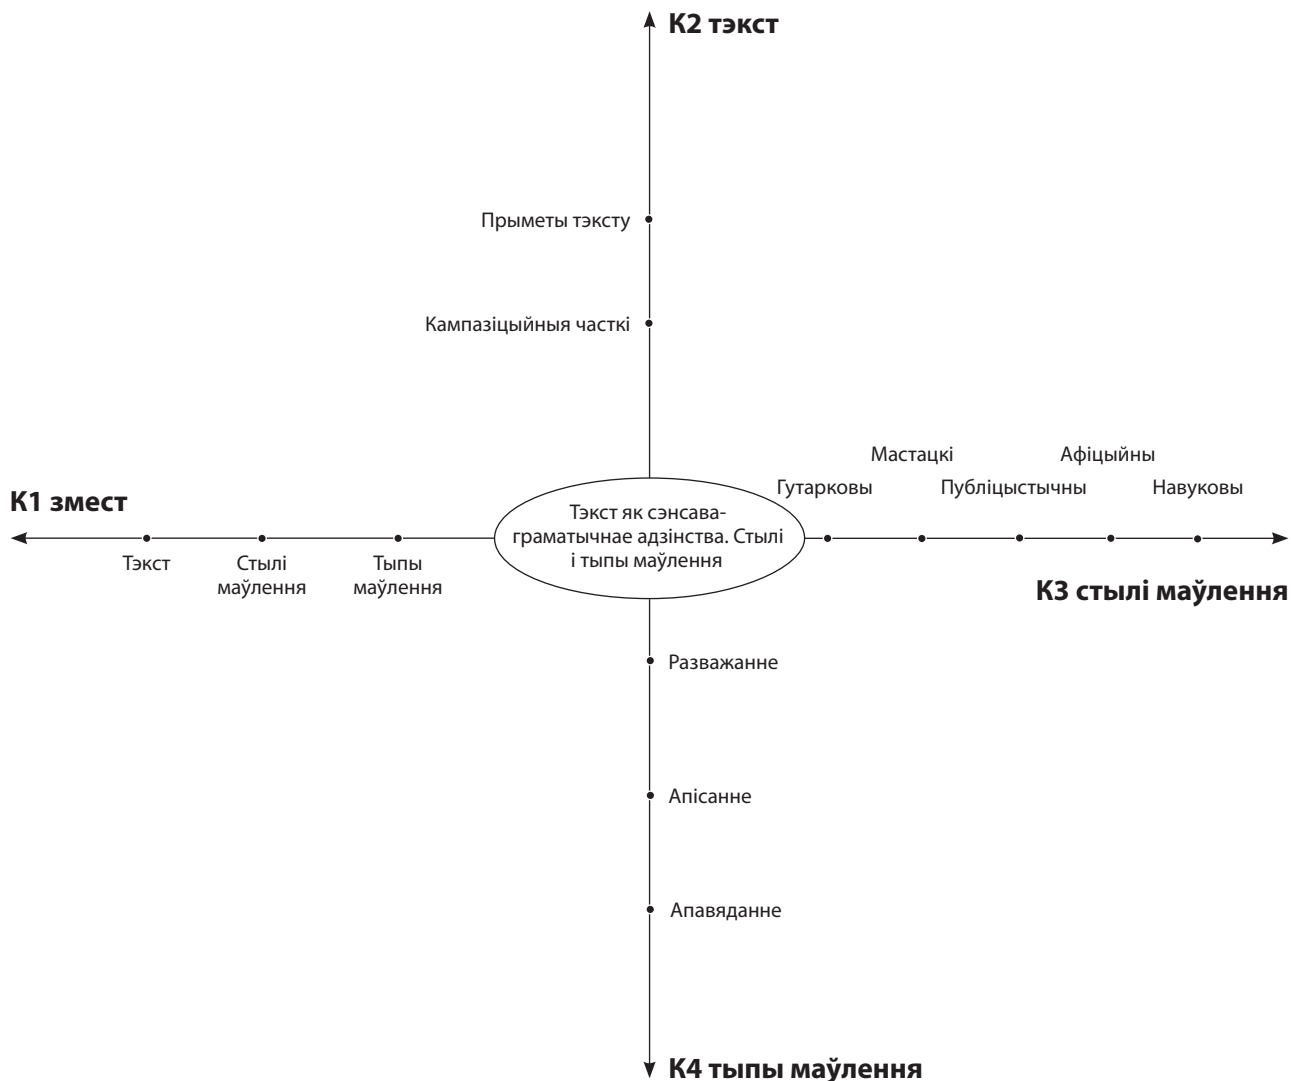 К2 тэкст
Прыметы тэксту
Кампазіцыйныя часткі
Мастацкі
Афіцыйны
Гутарковы
Публіцыстычны
Навуковы
К1 змест
Тэкст як сэнсава-
граматычнае адзінства. Стылі
і тыпы маўлення
Тэкст
Стылі
маўлення
Тыпы
маўлення
К3 стылі маўлення
Разважанне
Апісанне
Апавяданне
К4 тыпы маўлення